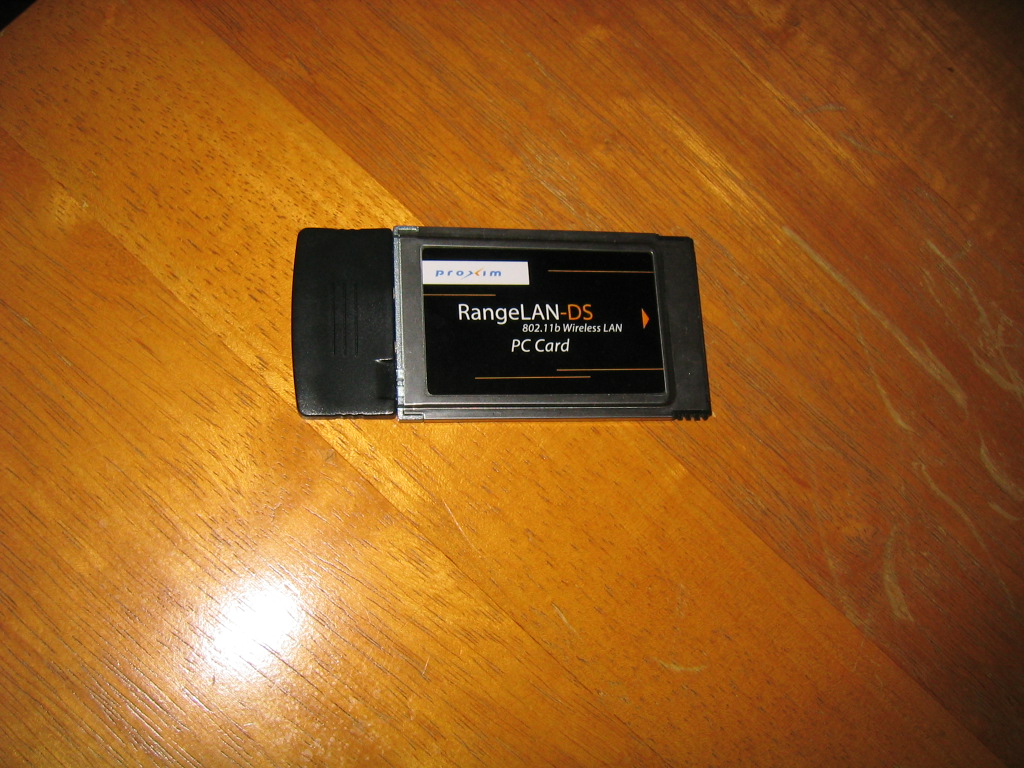 proxim
RangeLAN-DS
802.11b Wireless LAN
PC Card